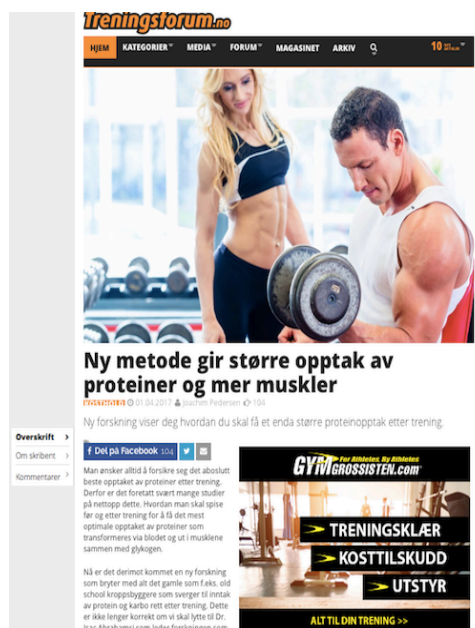 Treningsforum.no
HJEM KATEGORIER MEDIA FORUM MAGASINET ARKIV 10
Ny metode gir større opptak av
proteiner og mer muskler
KOSTHOLD 01.04.2017 Joachim Pedersen 104
Ny forskning viser deg hvordan du skal få et enda større proteinopptak etter trening.
Overskrift
Om skribent
Kommentarer
Del på Facebook 104
Man ønsker alltid å forsikre seg det aboslutt
beste opptaket av proteiner etter trening.
Derfor er det foretatt svært mange studier
på nettopp dette. Hvordan man skal spise
før og etter trening for å få det mest
optimale opptaket av proteiner som
transformeres via blodet og ut i musklene
sammen med glykogen.
Nå er det derimot kommet en ny forskning
som bryter med alt det gamle som f.eks. old
school kroppsbyggere som sverger til inntak
av protein og karbo rett etter trening. Dette
er ikke lenger korrekt om vi skal lytte til Dr.
For Athletes, By Athletes
GYMGROSSISTEN.com
TRENINGSKLÆR
KOSTTILSKUDD
UTSTYR
ALT TIL DIN TRENING >>